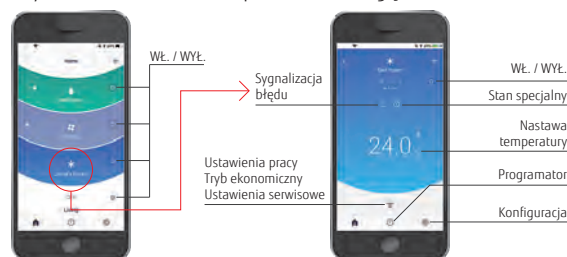 Home
WŁ. / WYŁ.
Sygnalizacja
błędu
24.0
Ustawienia pracy
Tryb ekonomiczny
Ustawienia serwisowe
WŁ. / WYŁ.
Stan specjalny
Nastawa
temperatury
Programator
Konfiguracja